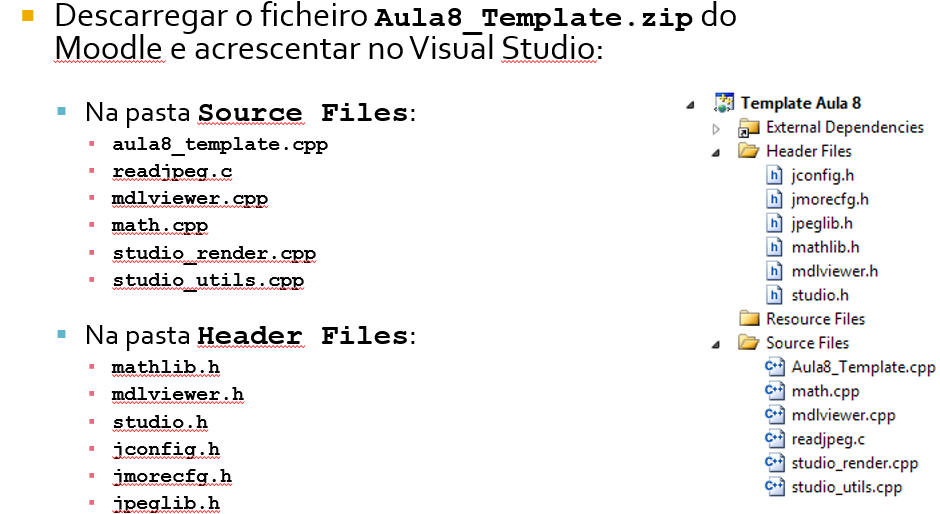 Descarregar o ficheiro Aula8_Template.zip do
Moodle e acrescentar no Visual Studio:
Na pasta Source Files:
aula8_template.cpp
readjpeg.c
mdlviewer.cpp
math.cpp
studio_render.cpp
studio_utils.cpp
Na pasta Header Files:
mathlib.h
mdlviewer.h
studio.h
jconfig.h
jmorecfg.h
jpeglib.h
Template Aula 8
External Dependencies
Header Files
jconfig.h
jmorecfg.h
jpeglib.h
mathlib.h
mdlviewer.h
studio.h
Resource Files
Source Files
Aula8_Template.cpp
math.cpp
mdlviewer.cpp
readjpeg.c
studio_render.cpp
studio_utils.cpp